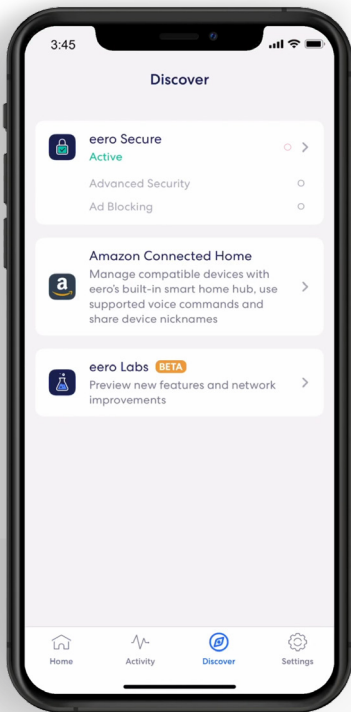 3:45
Discover
eero Secure
Active
Advanced Security
Ad Blocking
Amazon Connected Home
Manage compatible devices with
eero's built-in smart home hub, use
supported voice commands and
share device nicknames
eero Labs BETA
Preview new features and network
improvements
Home Activity Discover Settings